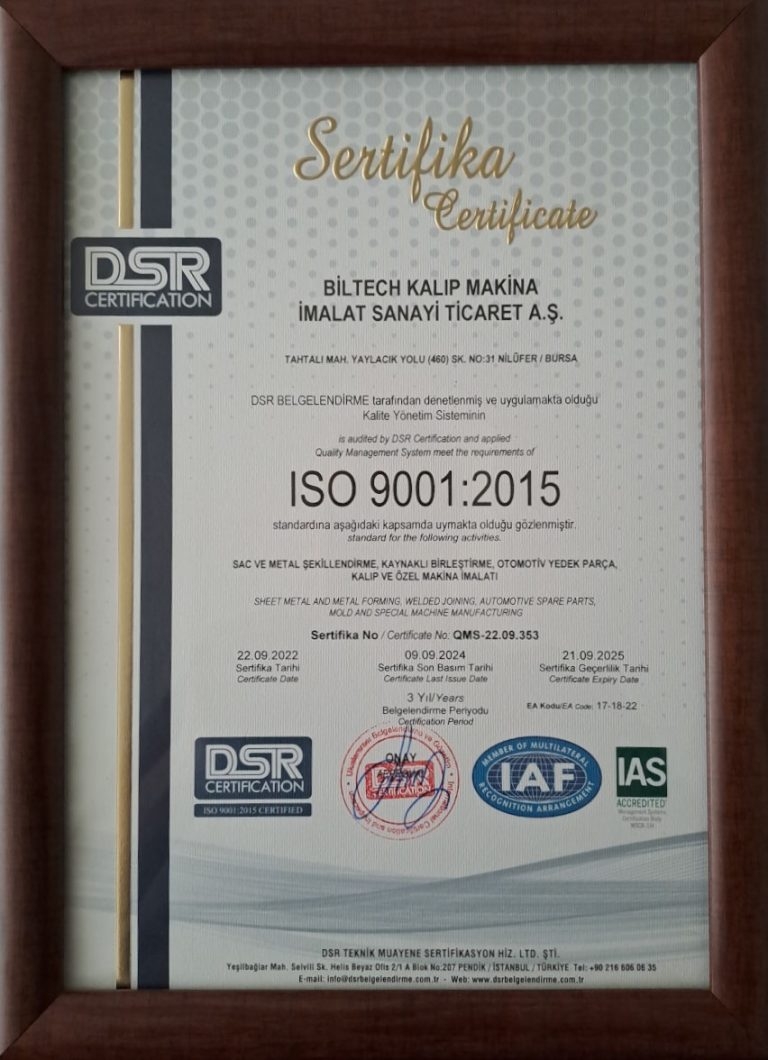 Sertifika
Certificate
DSR
CERTIFICATION
BİLTECH KALIP MAKİNA
İMALAT SANAYİ TİCARET A.Ş.
TAHTALI MAH. YAYLACIK YOLU (460) SK. NO:31 NİLÜFER / BURSA
DSR BELGELENDİRME tarafından denetlenmiş ve uygulamakta olduğu
Kalite Yönetim Sisteminin
is audited by DSR Certification and applied
Quality Management System meet the requirements of
ISO 9001:2015
standardına aşağıdaki kapsamda uymakta olduğu gözlenmiştir.
standard for the following activities.
SAC VE METAL ŞEKİLLENDİRME, KAYNAKLI BİRLEŞTİRME, OTOMOTİV YEDEK PARÇA,
KALIP VE ÖZEL MAKİNA İMALATI
SHEET METAL AND METAL FORMING, WELDED JOINING, AUTOMOTIVE SPARE PARTS,
MOLD AND SPECIAL MACHINE MANUFACTURING
Sertifika No / Certificate No: QMS-22.09.353
22.09.2022 09.09.2024 21.09.2025
Sertifika Tarihi Sertifika Son Basım Tarihi Sertifika Geçerlilik Tarihi
Certificate Date Certificate Last Issue Date Certificate Expiry Date
3 Yıl/Years
Belgelendirme Periyodu
Certification Period
EA Kodu/EA Code: 17-18-22
DSR
CERTIFICATION
ISO 9001:2015 CERTIFIED
ONAY
DSR
CERTIFICATION
MEMBER OF MULTILATERAL
IAF
RECOGNITION ARRANGEMENT
IAS
ACCREDITED
Management Systems
Certification Body
DSR TEKNİK MUAYENE SERTİFİKASYON HİZ. LTD. ŞTİ.
Yeşilbağlar Mah. Selvili Sk. Helis Beyaz Ofis 2/1 A Blok No:207 PENDİK / İSTANBUL / TÜRKİYE Tel: +90 216 606 06 35
E-mail: info@dsrbelgelendirme.com.tr - Web: www.dsrbelgelendirme.com.tr